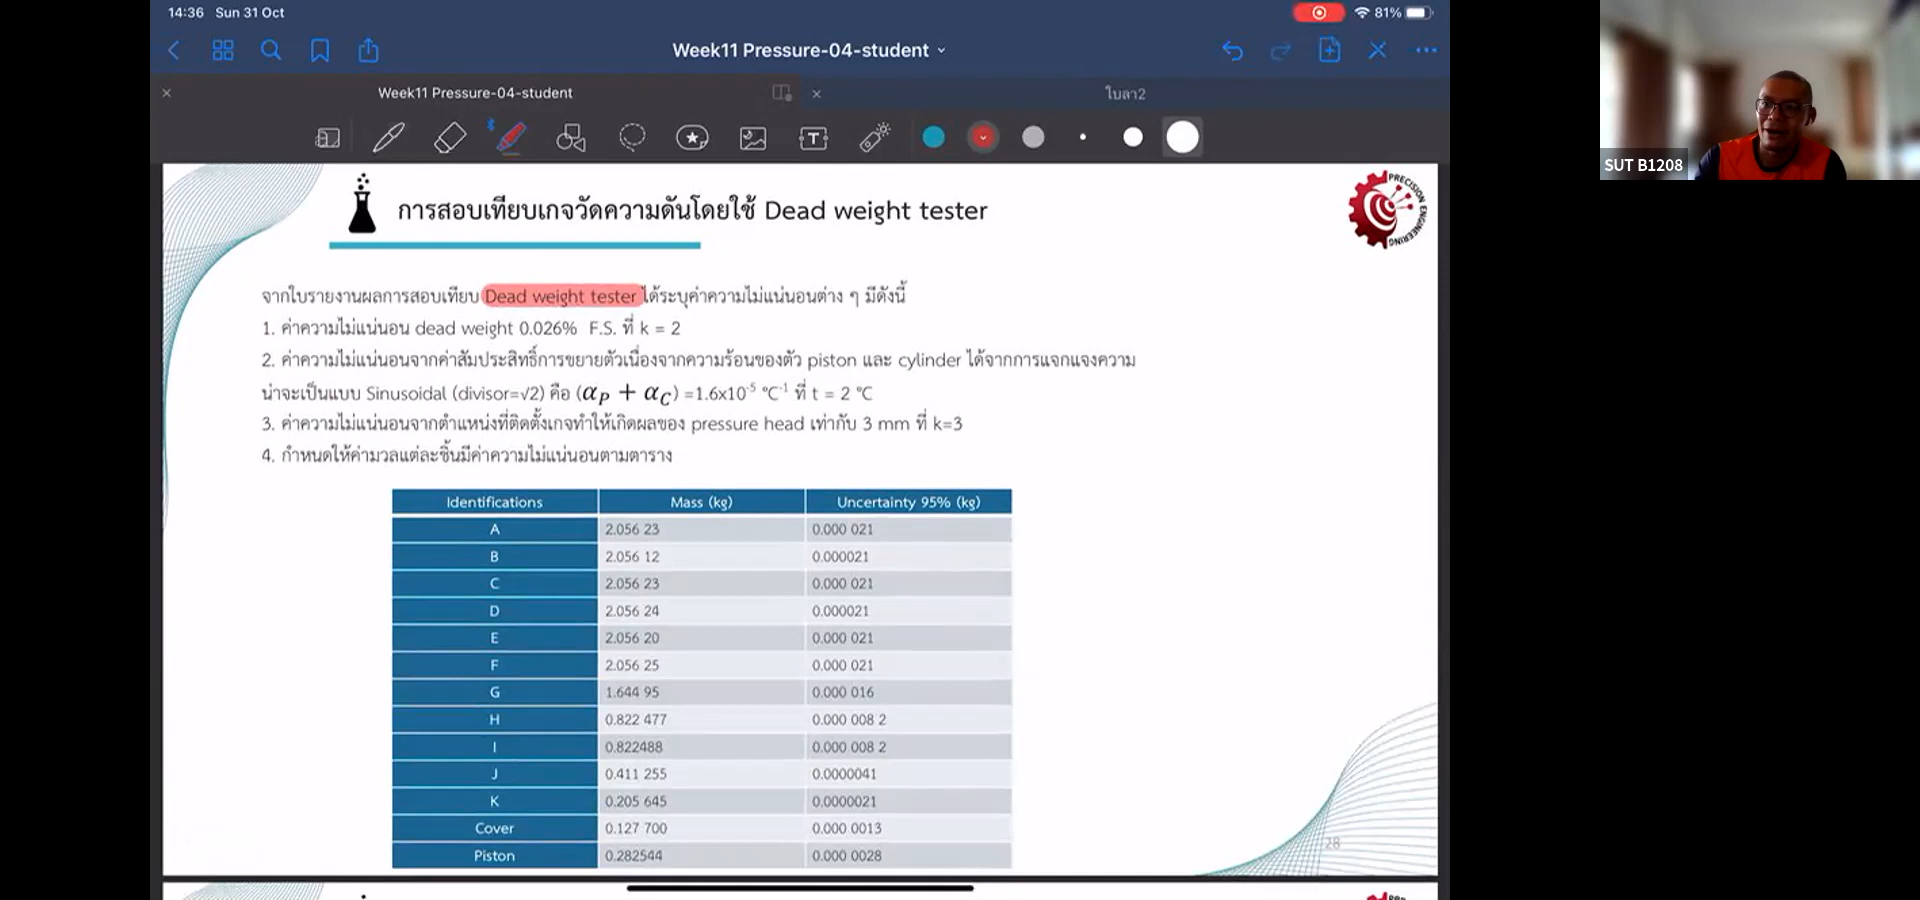 14:36 Sun 31 Oct
81%
Week11 Pressure-04-student
Week11 Pressure-04-student
ใบลา2
T
SUT B1208
การสอบเทียบเกจวัดความดันโดยใช้ Dead weight tester
PRECISION ENGINEERING
จากใบรายงานผลการสอบเทียบ Dead weight tester ได้ระบุค่าความไม่แน่นอนต่าง ๆ มีดังนี้
1. ค่าความไม่แน่นอน dead weight 0.026% F.S. ที่ k = 2
2. ค่าความไม่แน่นอนจากค่าสัมประสิทธิ์การขยายตัวเนื่องจากความร้อนของตัว piston และ cylinder ได้จากการแจกแจงความ
น่าจะเป็นแบบ Sinusoidal (divisor=√2) คือ (α_P + α_C) =1.6x10⁻⁵ °C⁻¹ ที่ t = 2 °C
3. ค่าความไม่แน่นอนจากตำแหน่งที่ติดตั้งเกจทำให้เกิดผลของ pressure head เท่ากับ 3 mm ที่ k=3
4. กำหนดให้ค่ามวลแต่ละชิ้นมีค่าความไม่แน่นอนตามตาราง
Identifications Mass (kg) Uncertainty 95% (kg)
A 2.056 23 0.000 021
B 2.056 12 0.000021
C 2.056 23 0.000 021
D 2.056 24 0.000021
E 2.056 20 0.000 021
F 2.056 25 0.000 021
G 1.644 95 0.000 016
H 0.822 477 0.000 008 2
I 0.822488 0.000 008 2
J 0.411 255 0.0000041
K 0.205 645 0.0000021
Cover 0.127 700 0.000 0013
Piston 0.282544 0.000 0028
28